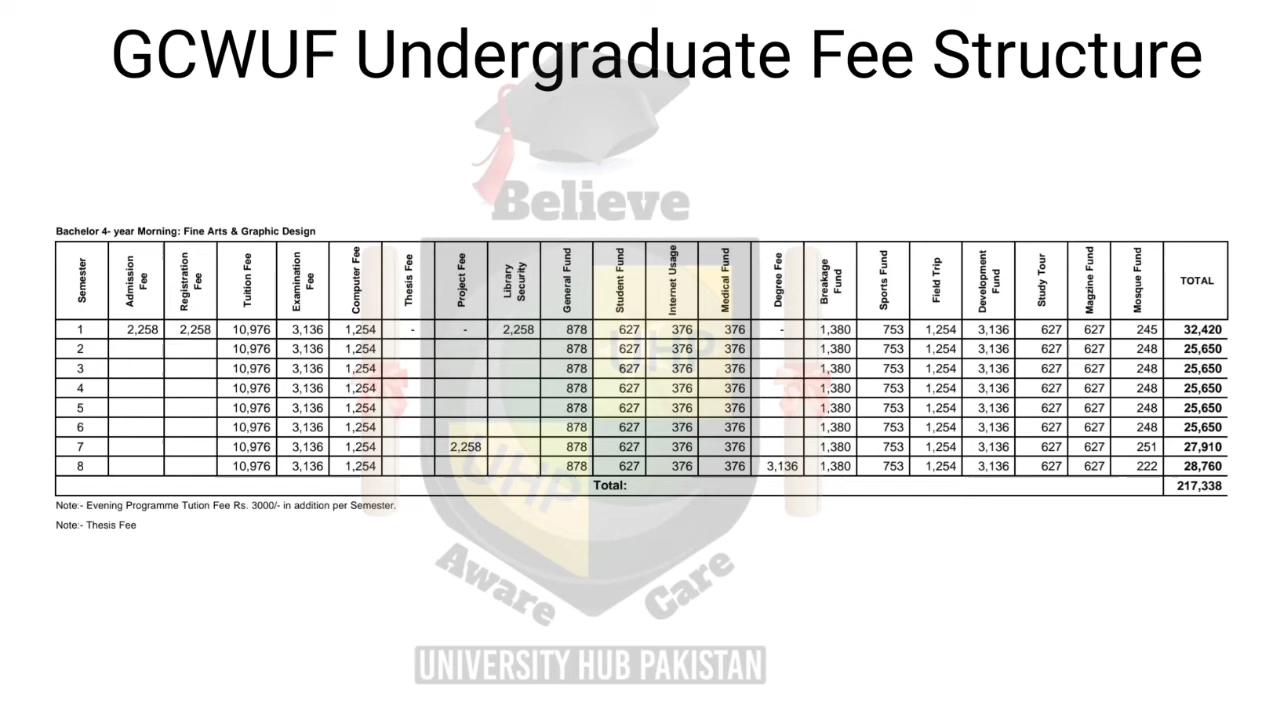 GCWUF Undergraduate Fee Structure
Believe
Bachelor 4- year Morning: Fine Arts & Graphic Design
Semester Admission Fee Registration Fee Tuition Fee Examination Fee Computer Fee Thesis Fee Project Fee Library Security General Fund Student Fund Internet Usage Medical Fund Degree Fee Breakage Fund Sports Fund Field Trip Development Fund Study Tour Magzine Fund Mosque Fund TOTAL
1 2,258 2,258 10,976 3,136 1,254 - - 2,258 878 627 376 376 - 1,380 753 1,254 3,136 627 627 245 32,420
2 10,976 3,136 1,254 878 627 376 376 1,380 753 1,254 3,136 627 627 248 25,650
3 10,976 3,136 1,254 878 627 376 376 1,380 753 1,254 3,136 627 627 248 25,650
4 10,976 3,136 1,254 878 627 376 376 1,380 753 1,254 3,136 627 627 248 25,650
5 10,976 3,136 1,254 878 627 376 376 1,380 753 1,254 3,136 627 627 248 25,650
6 10,976 3,136 1,254 878 627 376 376 1,380 753 1,254 3,136 627 627 248 25,650
7 10,976 3,136 1,254 2,258 878 627 376 376 1,380 753 1,254 3,136 627 627 251 27,910
8 10,976 3,136 1,254 878 627 376 376 3,136 1,380 753 1,254 3,136 627 627 222 28,760
Total: 217,338
Note:- Evening Programme Tution Fee Rs. 3000/- in addition per Semester.
Note:- Thesis Fee
UHP
UHP
Aware Care
UNIVERSITY HUB PAKISTAN